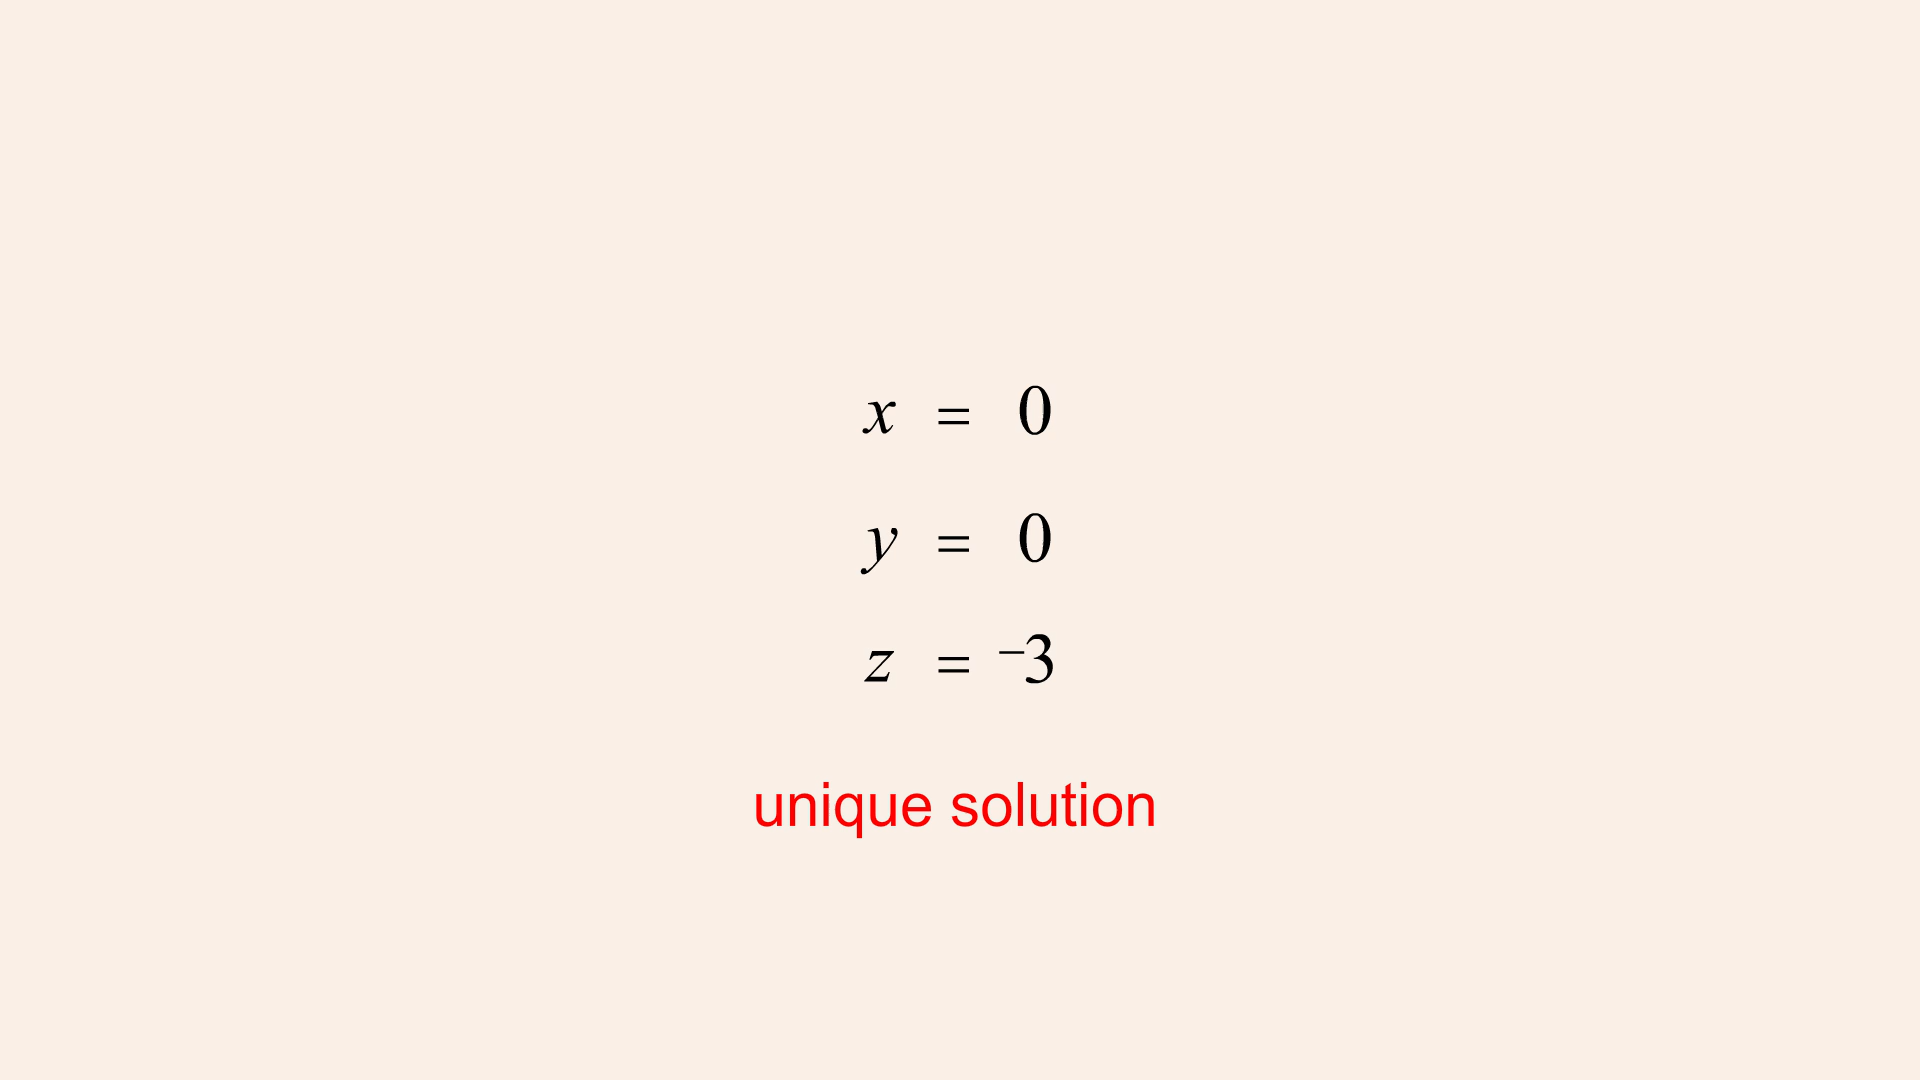 x = 0
y = 0
z = −3
unique solution